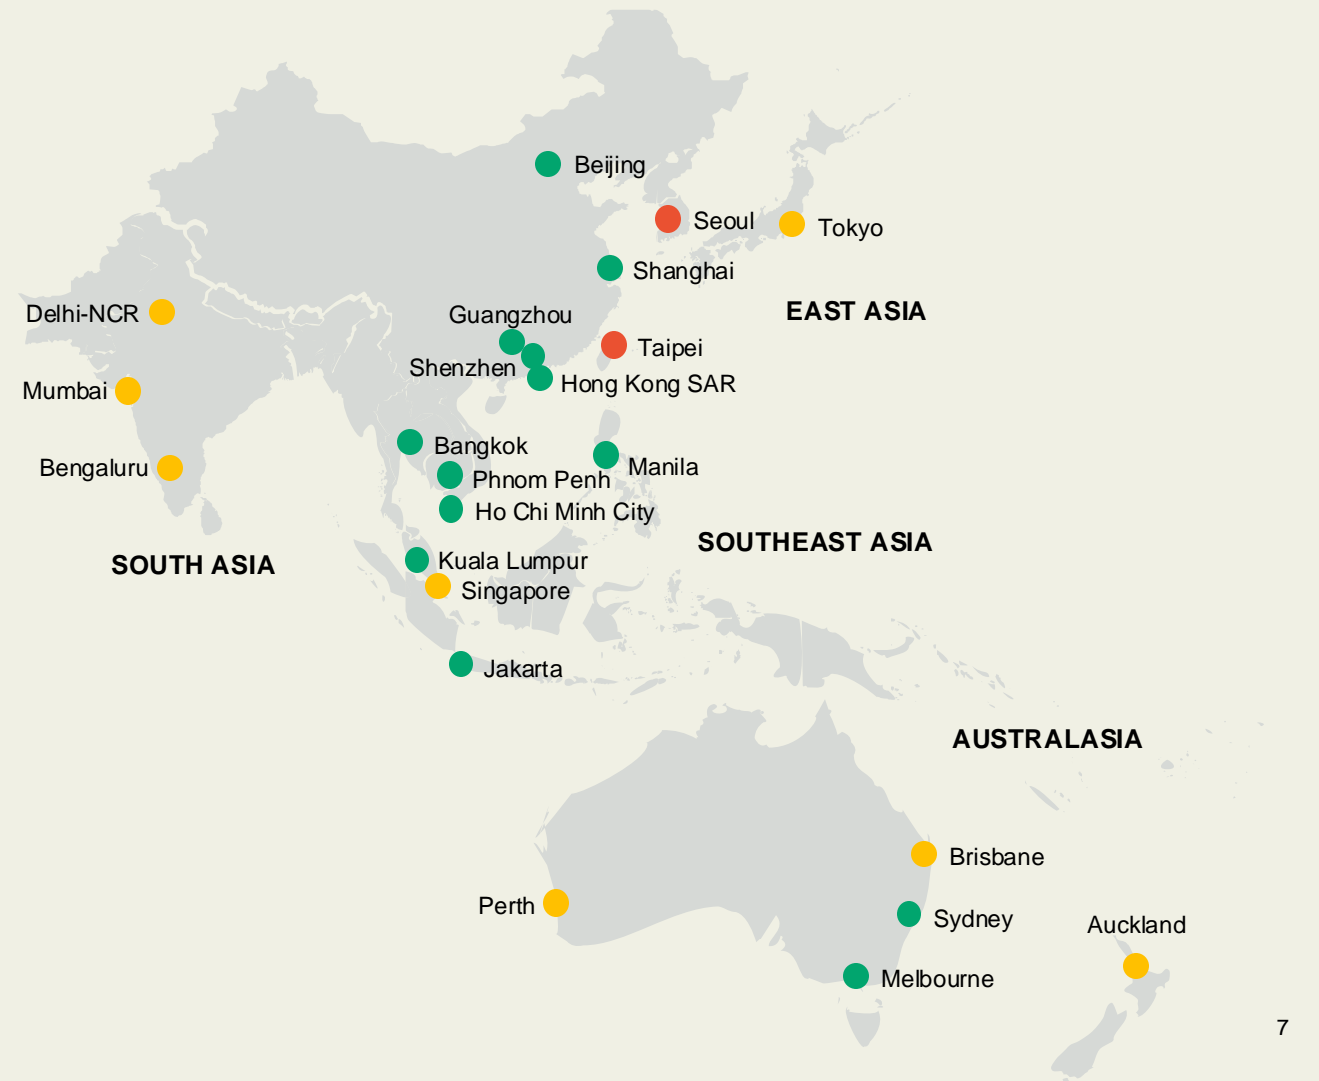 Beijing
Seoul
Tokyo
Shanghai
EAST ASIA
Delhi-NCR
Guangzhou
Taipei
Shenzhen
Hong Kong SAR
Mumbai
Bangkok
Manila
Bengaluru
Phnom Penh
Ho Chi Minh City
SOUTHEAST ASIA
SOUTH ASIA
Kuala Lumpur
Singapore
Jakarta
AUSTRALASIA
Brisbane
Perth
Sydney
Auckland
Melbourne
7